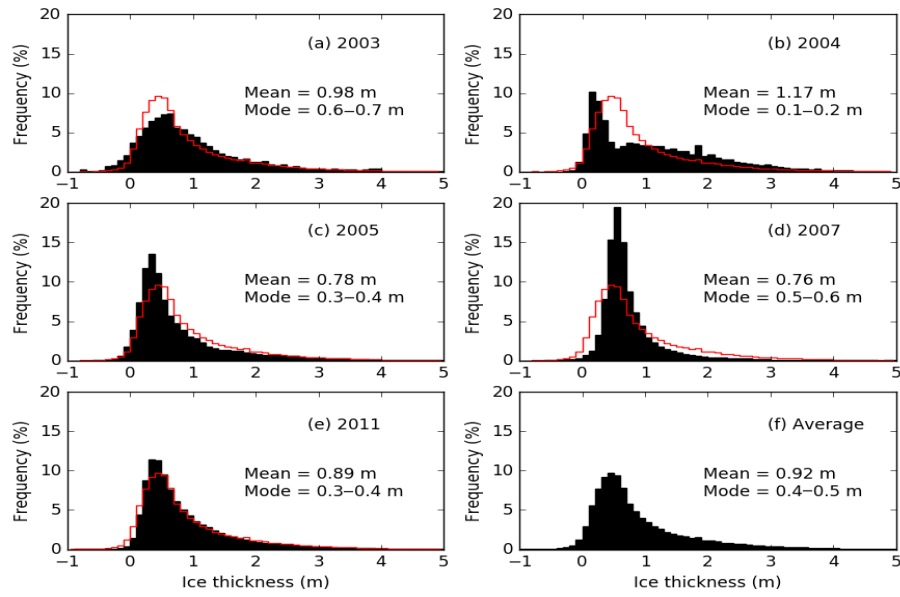 20
15
10
5
0
Frequency (%)
(a) 2003
Mean = 0.98 m
Mode = 0.6–0.7 m
−1 0 1 2 3 4 5
20
15
10
5
0
Frequency (%)
(b) 2004
Mean = 1.17 m
Mode = 0.1–0.2 m
−1 0 1 2 3 4 5
20
15
10
5
0
Frequency (%)
(c) 2005
Mean = 0.78 m
Mode = 0.3–0.4 m
−1 0 1 2 3 4 5
20
15
10
5
0
Frequency (%)
(d) 2007
Mean = 0.76 m
Mode = 0.5–0.6 m
−1 0 1 2 3 4 5
20
15
10
5
0
Frequency (%)
(e) 2011
Mean = 0.89 m
Mode = 0.3–0.4 m
−1 0 1 2 3 4 5
Ice thickness (m)
20
15
10
5
0
Frequency (%)
(f) Average
Mean = 0.92 m
Mode = 0.4–0.5 m
−1 0 1 2 3 4 5
Ice thickness (m)